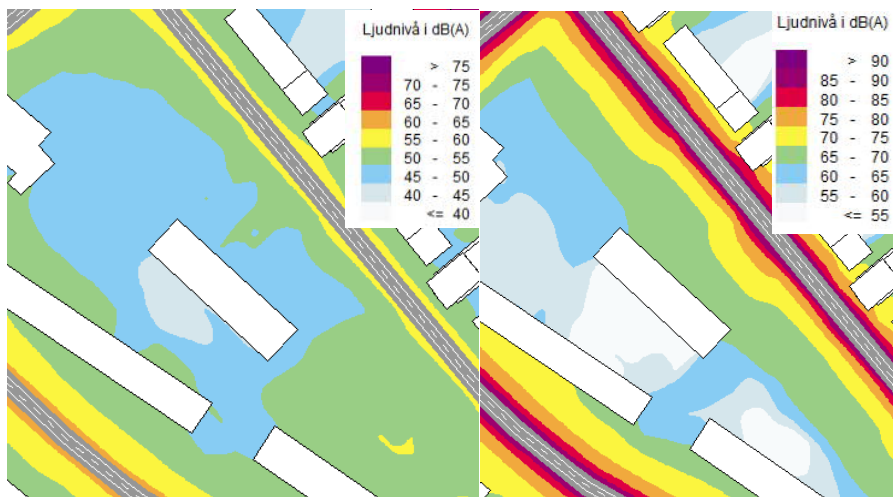 Ljudnivå i dB(A)
> 75
70 - 75
65 - 70
60 - 65
55 - 60
50 - 55
45 - 50
40 - 45
<= 40
Ljudnivå i dB(A)
> 90
85 - 90
80 - 85
75 - 80
70 - 75
65 - 70
60 - 65
55 - 60
<= 55